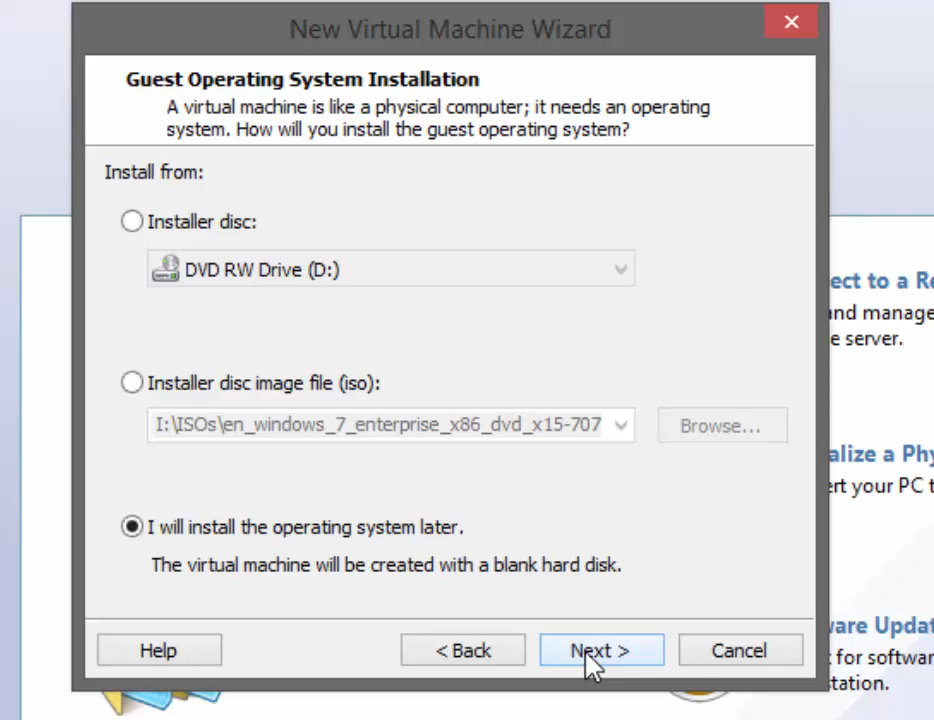 New Virtual Machine Wizard
Guest Operating System Installation
A virtual machine is like a physical computer; it needs an operating
system. How will you install the guest operating system?
Install from:
Installer disc:
DVD RW Drive (D:)
Installer disc image file (iso):
I:\ISOs\en_windows_7_enterprise_x86_dvd_x15-707
Browse...
I will install the operating system later.
The virtual machine will be created with a blank hard disk.
Help
< Back
Next >
Cancel
ect to a Re
and manage
e server.
alize a Phy
ert your PC t
ware Updat
for software
station.